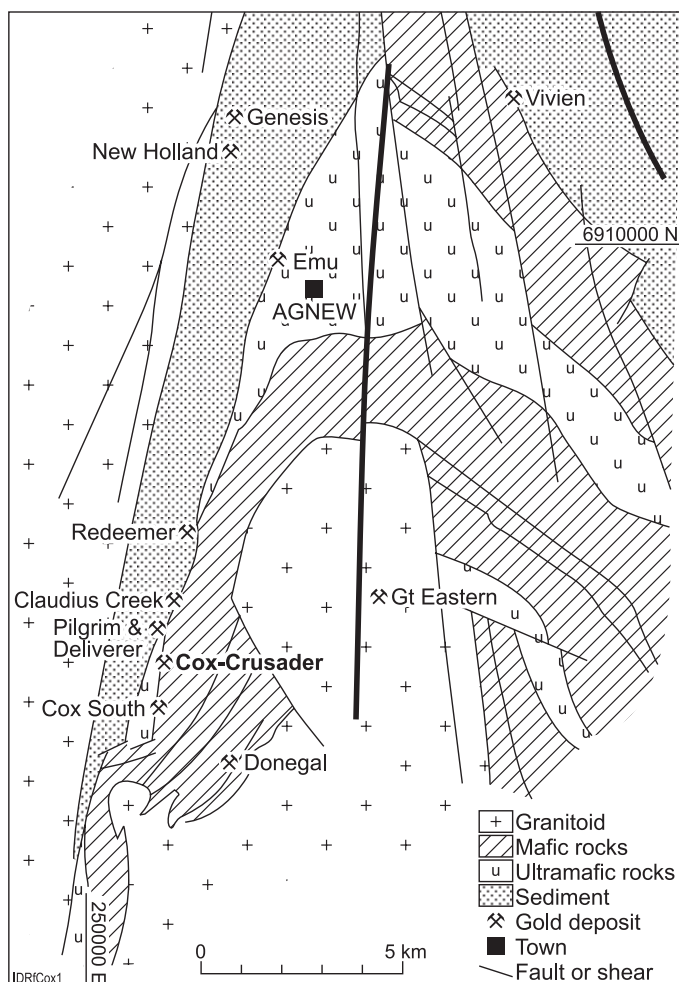 Genesis
Vivien
New Holland
6910000 N
Emu
AGNEW
Redeemer
Claudius Creek
Gt Eastern
Pilgrim &
Deliverer
Cox-Crusader
Cox South
Donegal
+ Granitoid
Mafic rocks
u Ultramafic rocks
Sediment
Gold deposit
Town
Fault or shear
250000 E
0 5 km
IDRfCox1